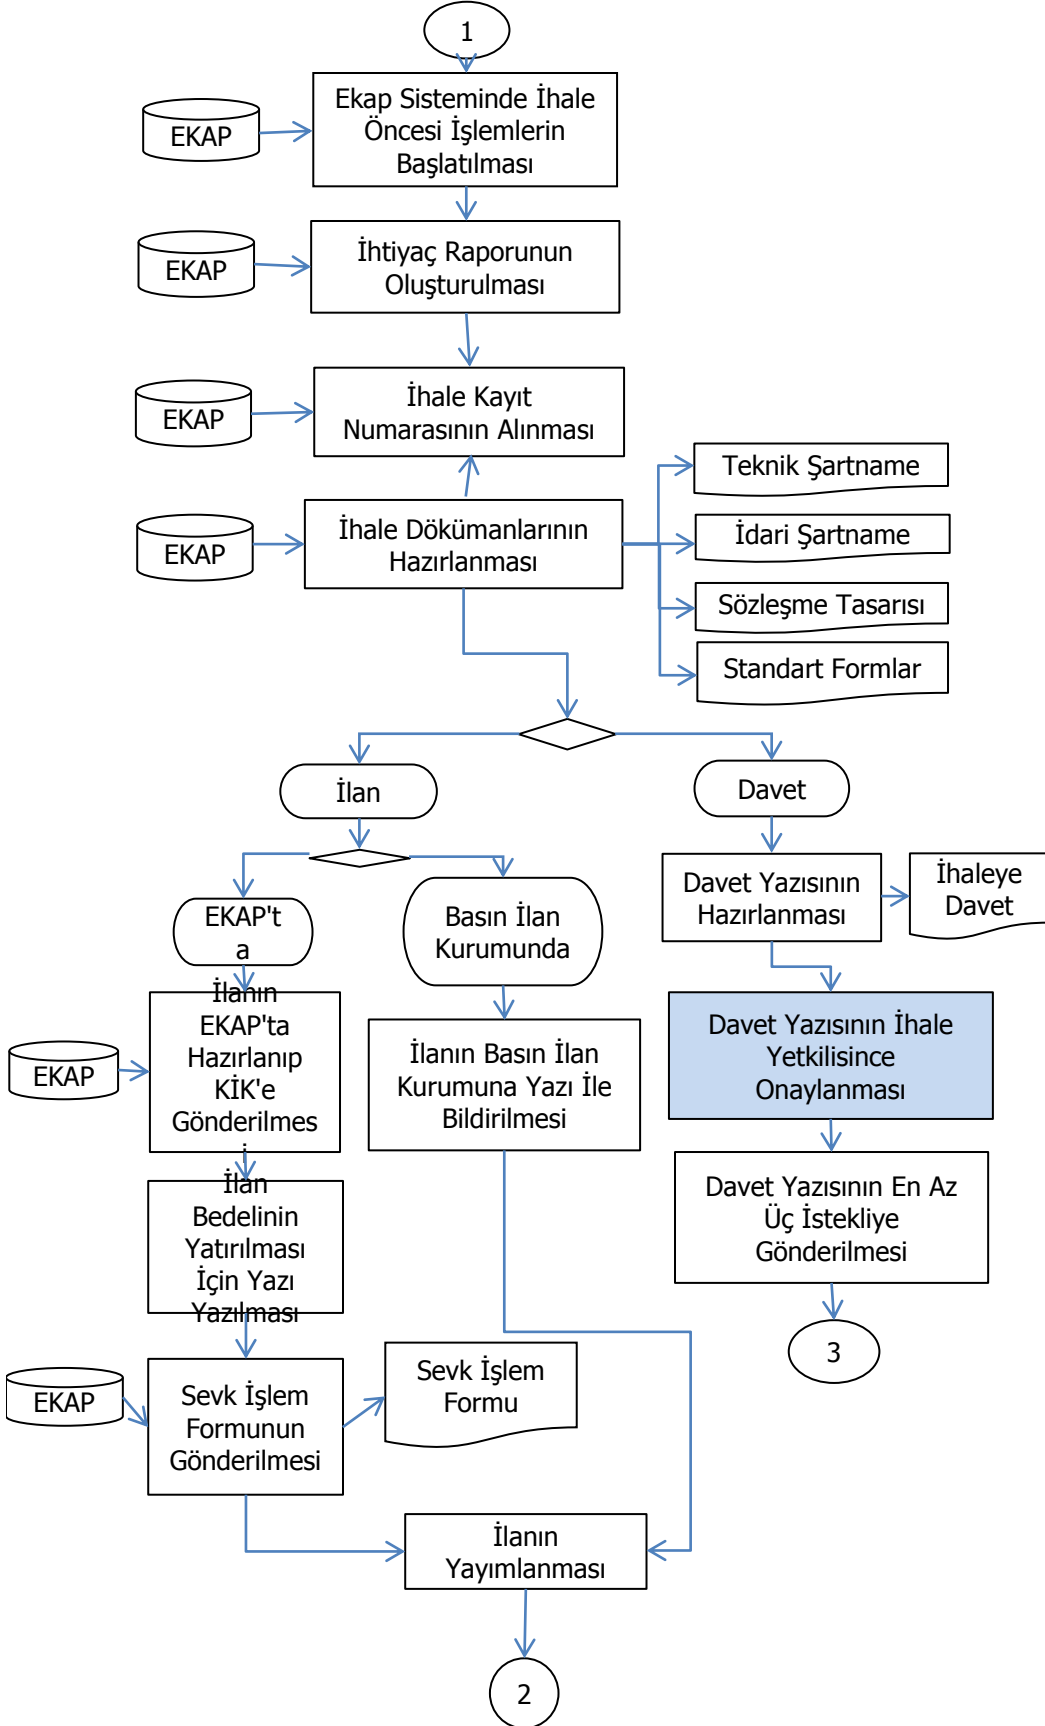 1
Ekap Sisteminde İhale
Öncesi İşlemlerin
Başlatılması
EKAP
İhtiyaç Raporunun
Oluşturulması
EKAP
İhale Kayıt
Numarasının Alınması
EKAP
Teknik Şartname
İhale Dökümanlarının
Hazırlanması
EKAP
İdari Şartname
Sözleşme Tasarısı
Standart Formlar
İlan
Davet
EKAP't
a
Basın İlan
Kurumunda
Davet Yazısının
Hazırlanması
İhaleye
Davet
İlanın
EKAP'ta
Hazırlanıp
KİK'e
Gönderilmes
i
EKAP
İlanın Basın İlan
Kurumuna Yazı İle
Bildirilmesi
Davet Yazısının İhale
Yetkilisince
Onaylanması
İlan
Bedelinin
Yatırılması
İçin Yazı
Yazılması
Davet Yazısının En Az
Üç İstekliye
Gönderilmesi
3
EKAP
Sevk İşlem
Formunun
Gönderilmesi
Sevk İşlem
Formu
İlanın
Yayımlanması
2